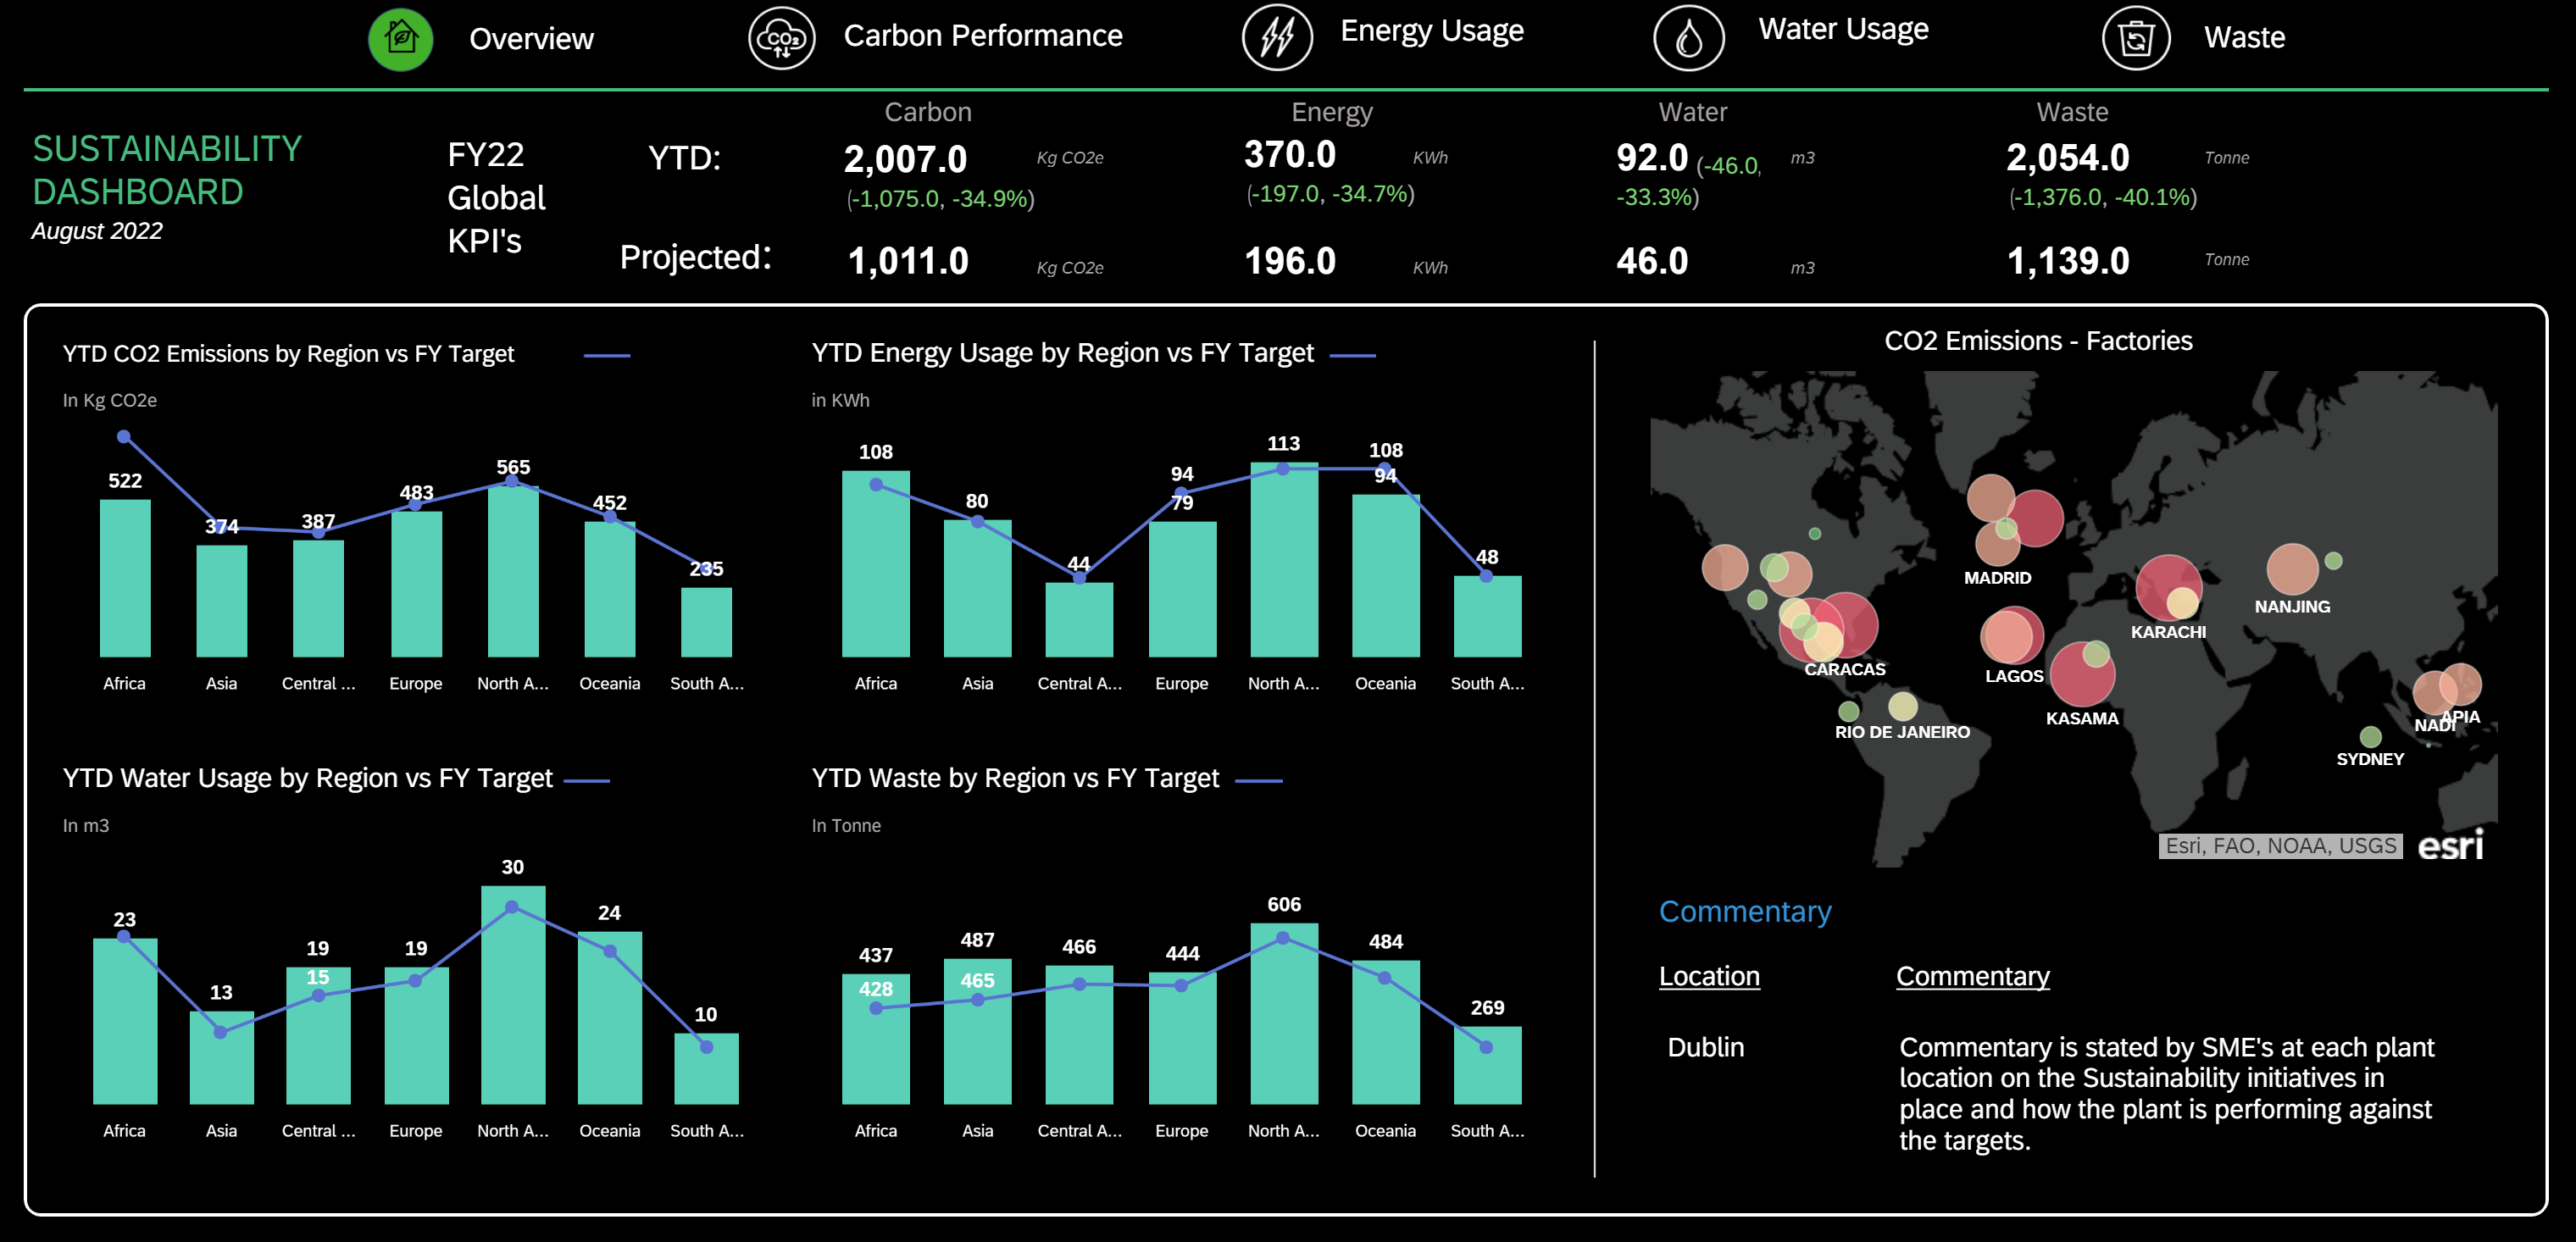 Overview
Carbon Performance
Energy Usage
Water Usage
Waste
SUSTAINABILITY
DASHBOARD
August 2022
FY22
Global
KPI's
YTD:
Projected:
Carbon
2,007.0 Kg CO2e
(-1,075.0, -34.9%)
1,011.0 Kg CO2e
Energy
370.0 KWh
(-197.0, -34.7%)
196.0 KWh
Water
92.0 (-46.0, m3
-33.3%)
46.0 m3
Waste
2,054.0 Tonne
(-1,376.0, -40.1%)
1,139.0 Tonne
YTD CO2 Emissions by Region vs FY Target
In Kg CO2e
522
374
387
483
565
452
235
Africa
Asia
Central ...
Europe
North A...
Oceania
South A...
YTD Energy Usage by Region vs FY Target
in KWh
108
80
44
94
79
113
108
94
48
Africa
Asia
Central A...
Europe
North A...
Oceania
South A...
YTD Water Usage by Region vs FY Target
In m3
23
13
19
15
19
30
24
10
Africa
Asia
Central ...
Europe
North A...
Oceania
South A...
YTD Waste by Region vs FY Target
In Tonne
437
428
487
465
466
444
606
484
269
Africa
Asia
Central A...
Europe
North A...
Oceania
South A...
CO2 Emissions - Factories
MADRID
NANJING
KARACHI
CARACAS
LAGOS
KASAMA
APIA
NADI
RIO DE JANEIRO
SYDNEY
Esri, FAO, NOAA, USGS
esri
Commentary
Location
Commentary
Dublin
Commentary is stated by SME's at each plant
location on the Sustainability initiatives in
place and how the plant is performing against
the targets.
CO2